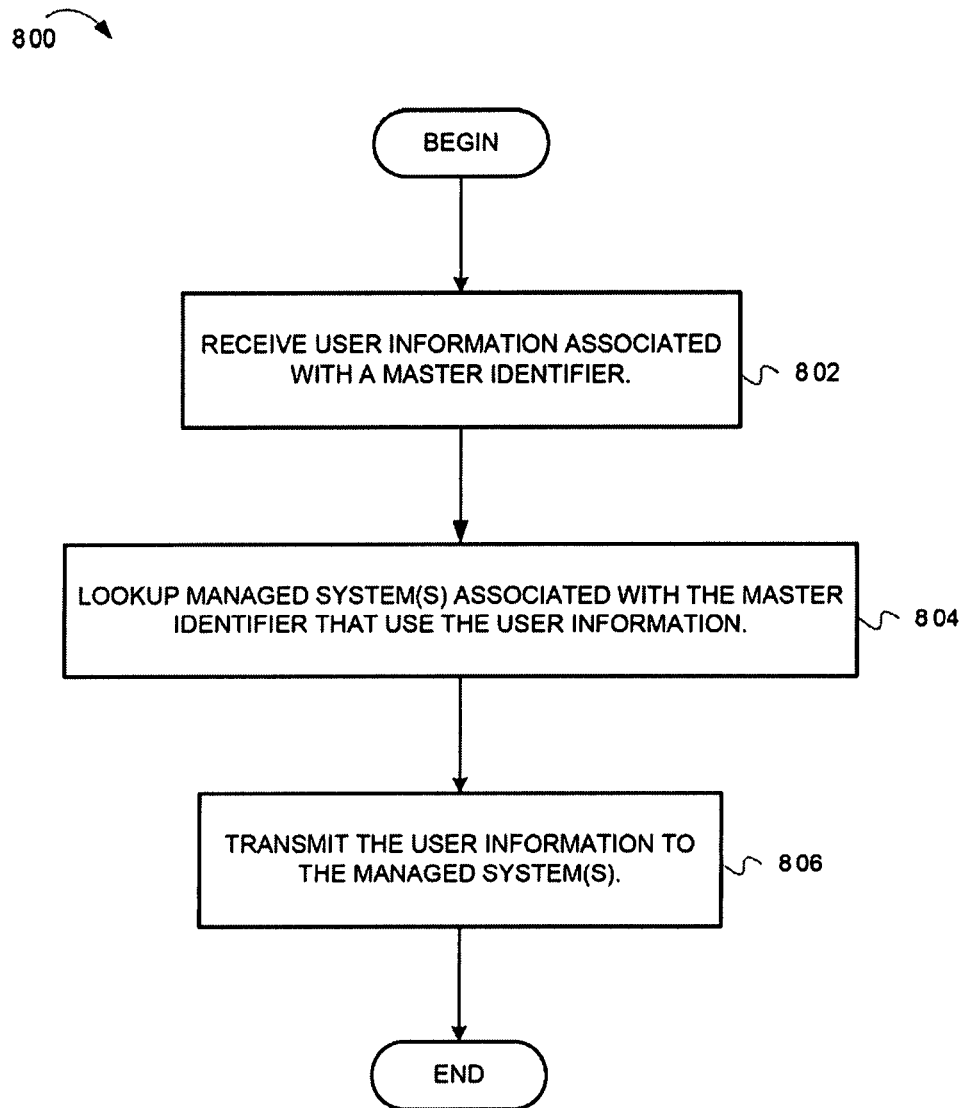 800
BEGIN
RECEIVE USER INFORMATION ASSOCIATED
WITH A MASTER IDENTIFIER.
802
LOOKUP MANAGED SYSTEM(S) ASSOCIATED WITH THE MASTER
IDENTIFIER THAT USE THE USER INFORMATION.
804
TRANSMIT THE USER INFORMATION TO
THE MANAGED SYSTEM(S).
806
END